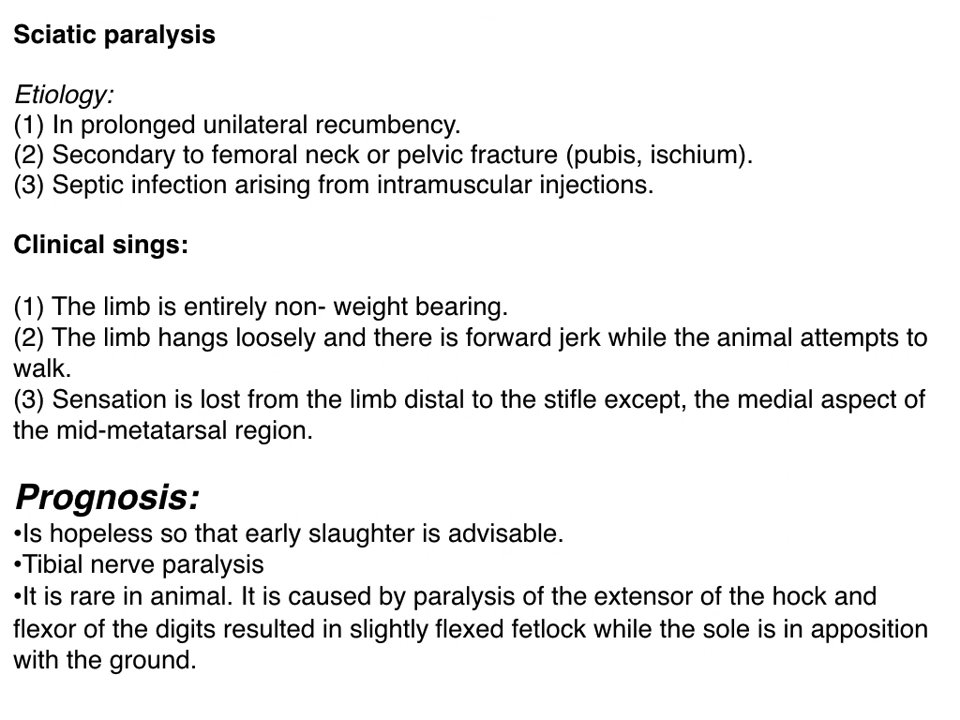 Sciatic paralysis
Etiology:
(1) In prolonged unilateral recumbency.
(2) Secondary to femoral neck or pelvic fracture (pubis, ischium).
(3) Septic infection arising from intramuscular injections.
Clinical sings:
(1) The limb is entirely non- weight bearing.
(2) The limb hangs loosely and there is forward jerk while the animal attempts to
walk.
(3) Sensation is lost from the limb distal to the stifle except, the medial aspect of
the mid-metatarsal region.
Prognosis:
•Is hopeless so that early slaughter is advisable.
•Tibial nerve paralysis
•It is rare in animal. It is caused by paralysis of the extensor of the hock and
flexor of the digits resulted in slightly flexed fetlock while the sole is in apposition
with the ground.